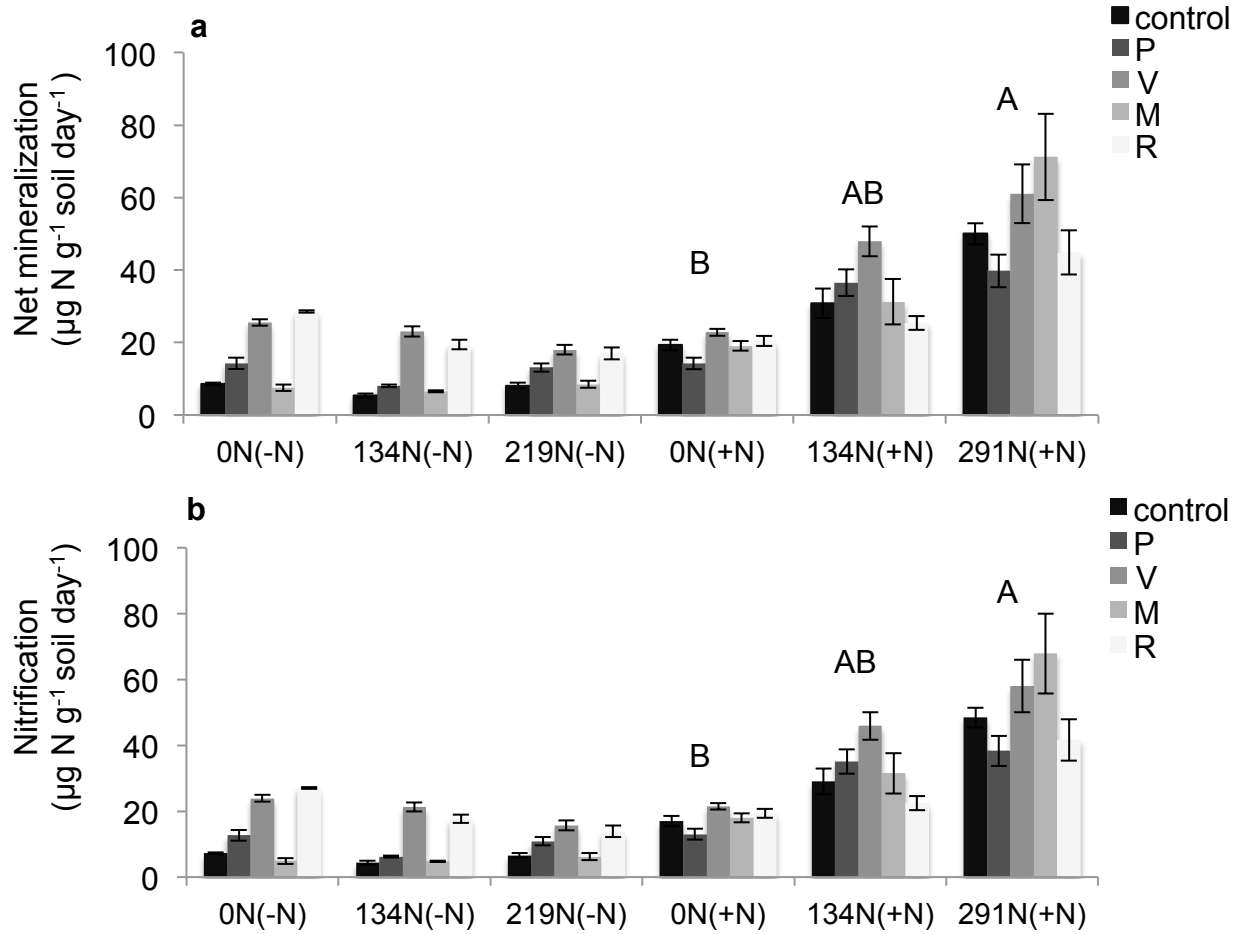 a
control
P
V
M
R
Net mineralization
(µg N g⁻¹ soil day⁻¹ )
100
80
60
40
20
0
B
AB
A
0N(-N) 134N(-N) 219N(-N) 0N(+N) 134N(+N) 291N(+N)
b
control
P
V
M
R
Nitrification
(µg N g⁻¹ soil day⁻¹)
100
80
60
40
20
0
B
AB
A
0N(-N) 134N(-N) 219N(-N) 0N(+N) 134N(+N) 291N(+N)